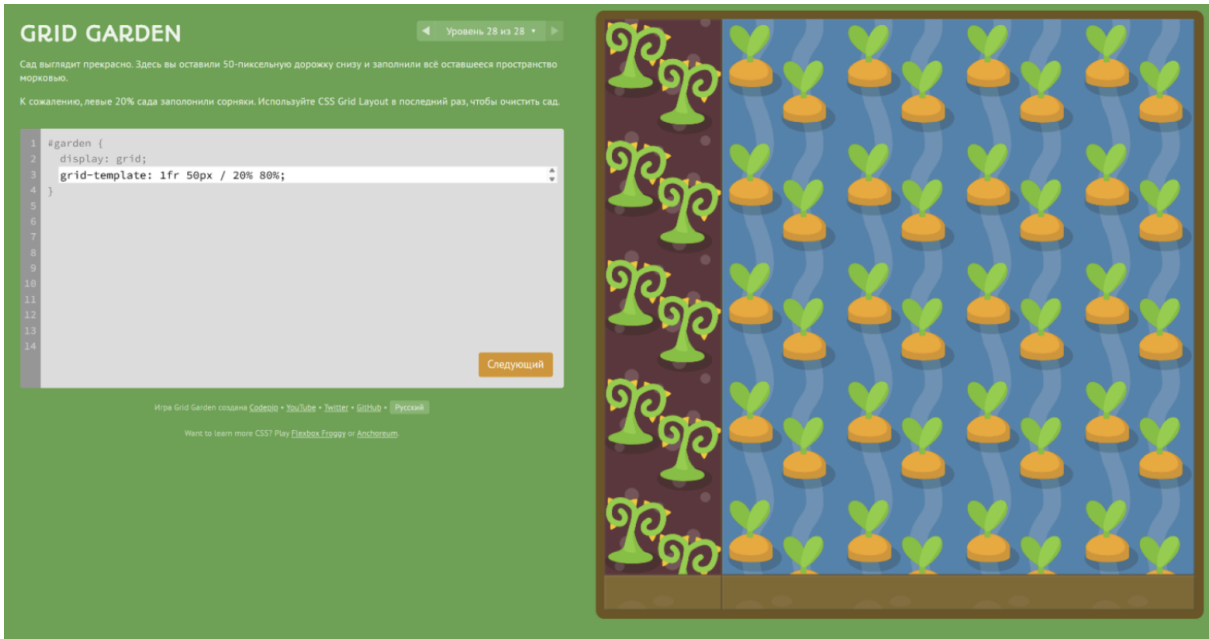 GRID GARDEN
Уровень 28 из 28
Сад выглядит прекрасно. Здесь вы оставили 50-пиксельную дорожку снизу и заполнили всё оставшееся пространство
морковью.
К сожалению, левые 20% сада заполонили сорняки. Используйте CSS Grid Layout в последний раз, чтобы очистить сад.
1 #garden {
2 display: grid;
3 grid-template: 1fr 50px / 20% 80%;
4 }
5
6
7
8
9
10
11
12
13
14
Следующий
Игра Grid Garden создана Codepip • YouTube • Twitter • GitHub • Русский
Want to learn more CSS? Play Flexbox Froggy or Anchoreum.